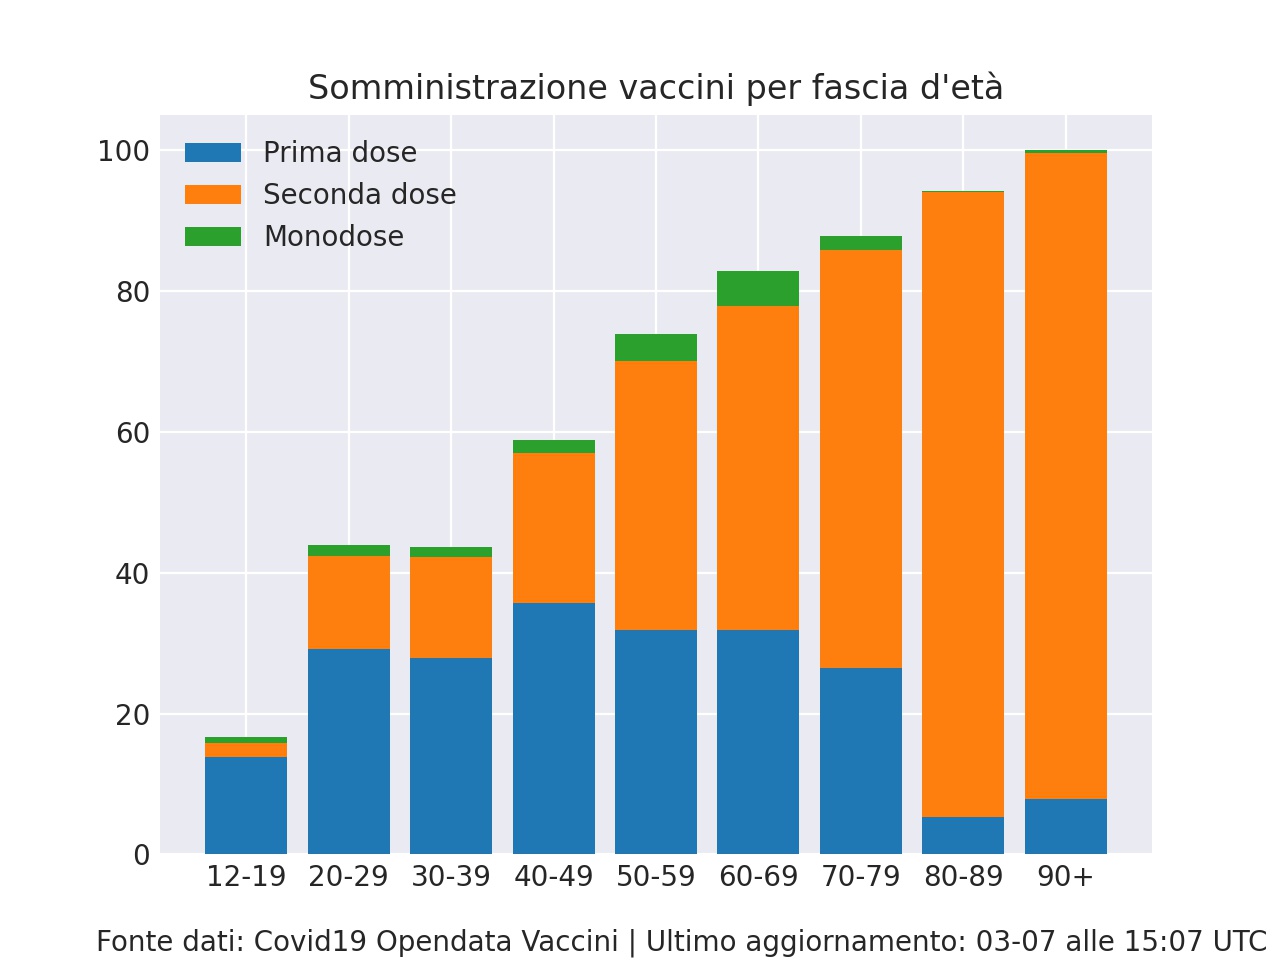 Somministrazione vaccini per fascia d'età
Prima dose
Seconda dose
Monodose
100
80
60
40
20
0
12-19 20-29 30-39 40-49 50-59 60-69 70-79 80-89 90+
Fonte dati: Covid19 Opendata Vaccini | Ultimo aggiornamento: 03-07 alle 15:07 UTC